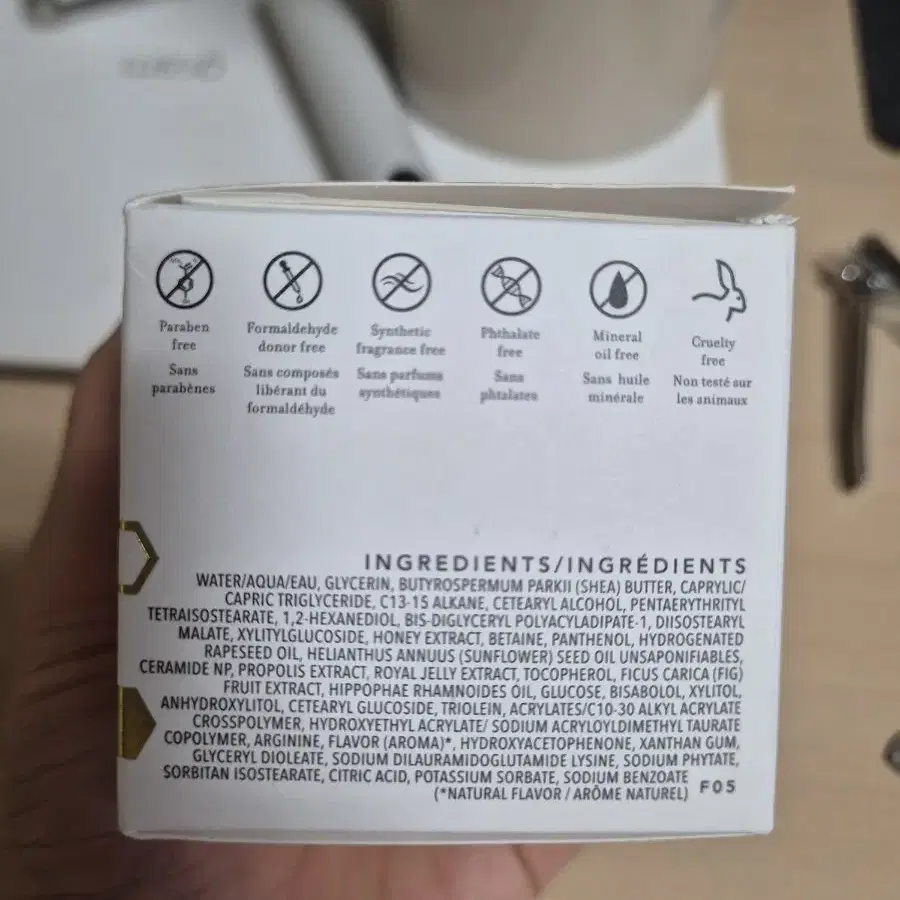 Paraben free
Sans parabènes
Formaldehyde donor free
Sans composés libérant du formaldéhyde
Synthetic fragrance free
Sans parfums synthétiques
Phthalate free
Sans phtalates
Mineral oil free
Sans huile minérale
Cruelty free
Non testé sur les animaux
INGREDIENTS/INGRÉDIENTS
WATER/AQUA/EAU, GLYCERIN, BUTYROSPERMUM PARKII (SHEA) BUTTER, CAPRYLIC/
CAPRIC TRIGLYCERIDE, C13-15 ALKANE, CETEARYL ALCOHOL, PENTAERYTHRITYL
TETRAISOSTEARATE, 1,2-HEXANEDIOL, BIS-DIGLYCERYL POLYACYLADIPATE-1, DIISOSTEARYL
MALATE, XYLITYLGLUCOSIDE, HONEY EXTRACT, BETAINE, PANTHENOL, HYDROGENATED
RAPESEED OIL, HELIANTHUS ANNUUS (SUNFLOWER) SEED OIL UNSAPONIFIABLES,
CERAMIDE NP, PROPOLIS EXTRACT, ROYAL JELLY EXTRACT, TOCOPHEROL, FICUS CARICA (FIG)
FRUIT EXTRACT, HIPPOPHAE RHAMNOIDES OIL, GLUCOSE, BISABOLOL, XYLITOL,
ANHYDROXYLITOL, CETEARYL GLUCOSIDE, TRIOLEIN, ACRYLATES/C10-30 ALKYL ACRYLATE
CROSSPOLYMER, HYDROXYETHYL ACRYLATE/ SODIUM ACRYLOYLDIMETHYL TAURATE
COPOLYMER, ARGININE, FLAVOR (AROMA)*, HYDROXYACETOPHENONE, XANTHAN GUM,
GLYCERYL DIOLEATE, SODIUM DILAURAMIDOGLUTAMIDE LYSINE, SODIUM PHYTATE,
SORBITAN ISOSTEARATE, CITRIC ACID, POTASSIUM SORBATE, SODIUM BENZOATE
(*NATURAL FLAVOR / ARÔME NATUREL) F05